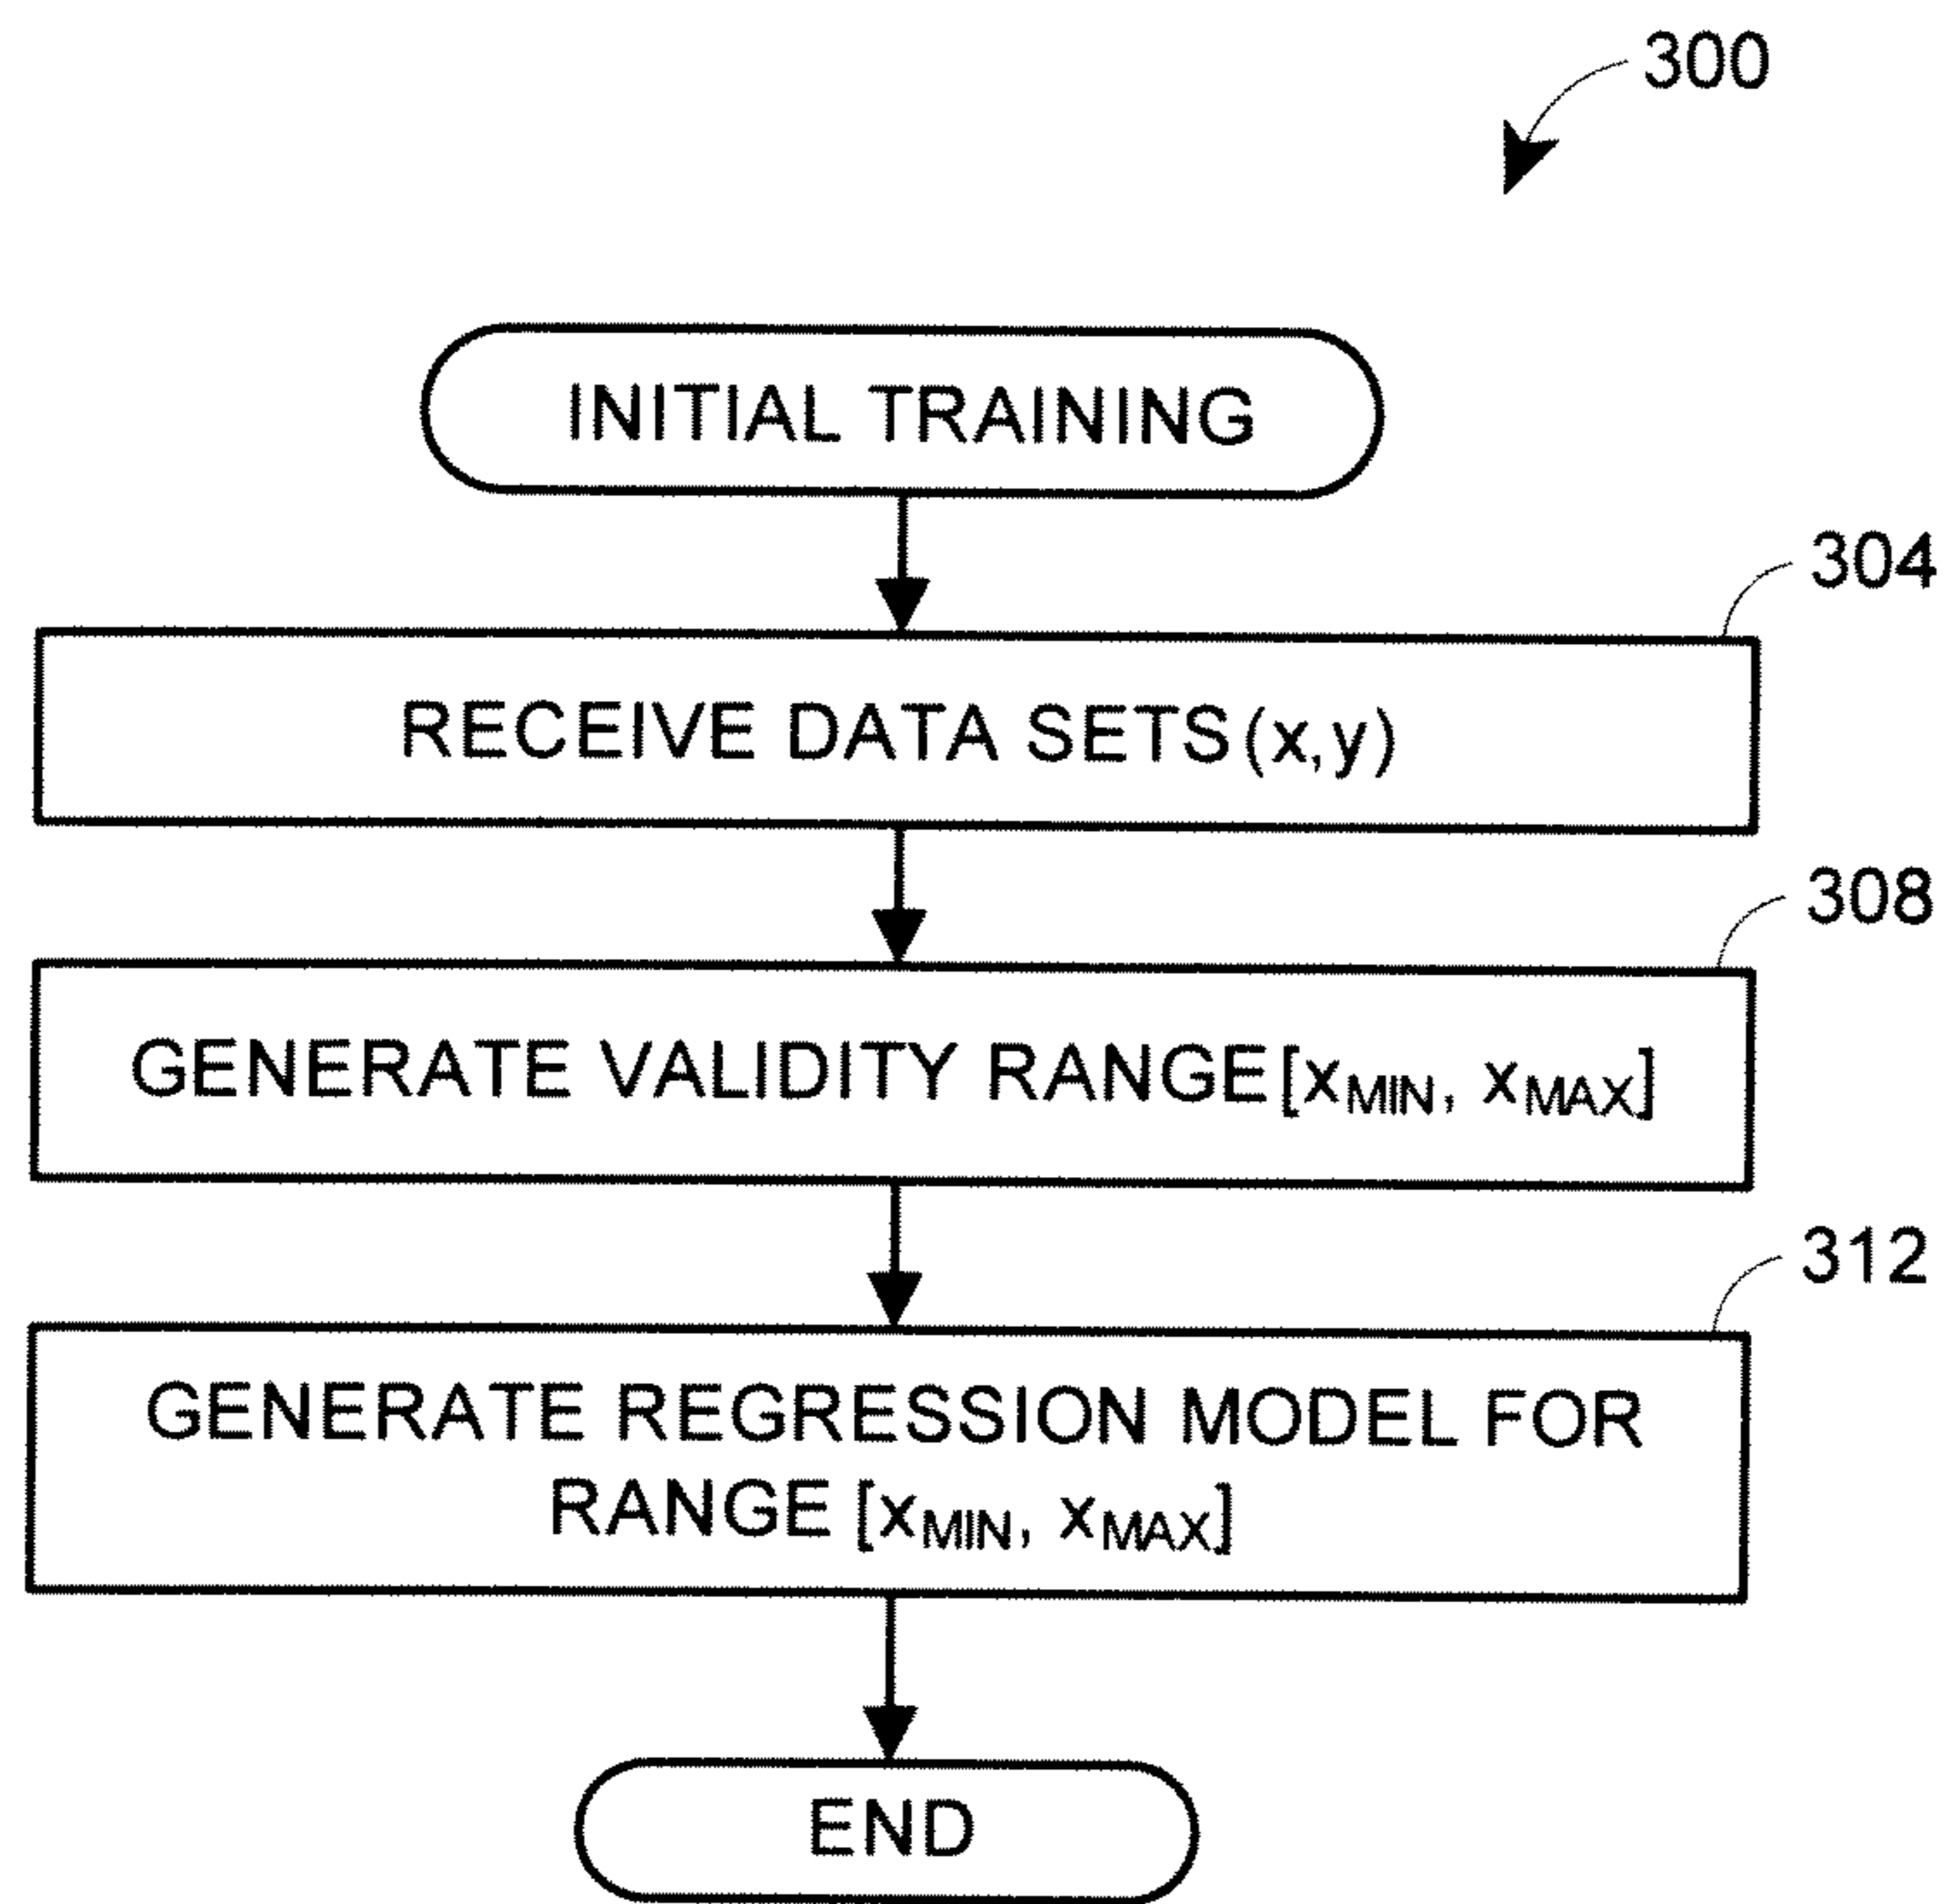 300
INITIAL TRAINING
304
RECEIVE DATA SETS (x,y)
308
GENERATE VALIDITY RANGE [xMIN, xMAX]
312
GENERATE REGRESSION MODEL FOR
RANGE [xMIN, xMAX]
END